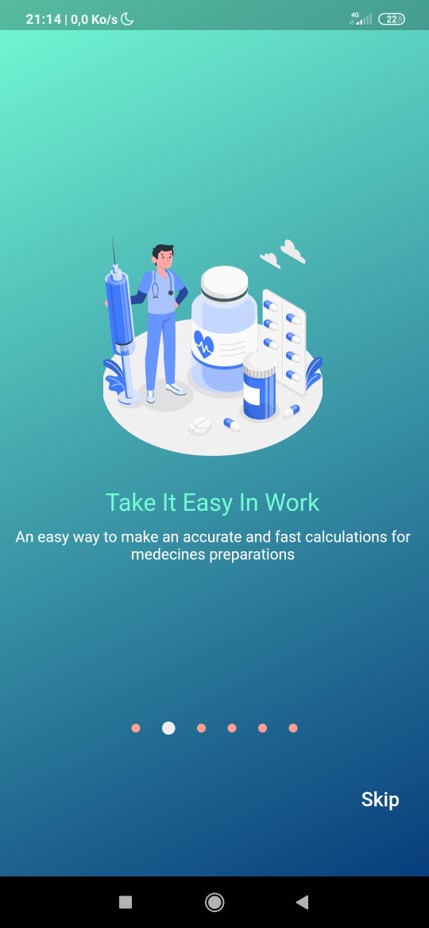 21:14 | 0,0 Ko/s
4G
22
Take It Easy In Work
An easy way to make an accurate and fast calculations for
medecines preparations
Skip